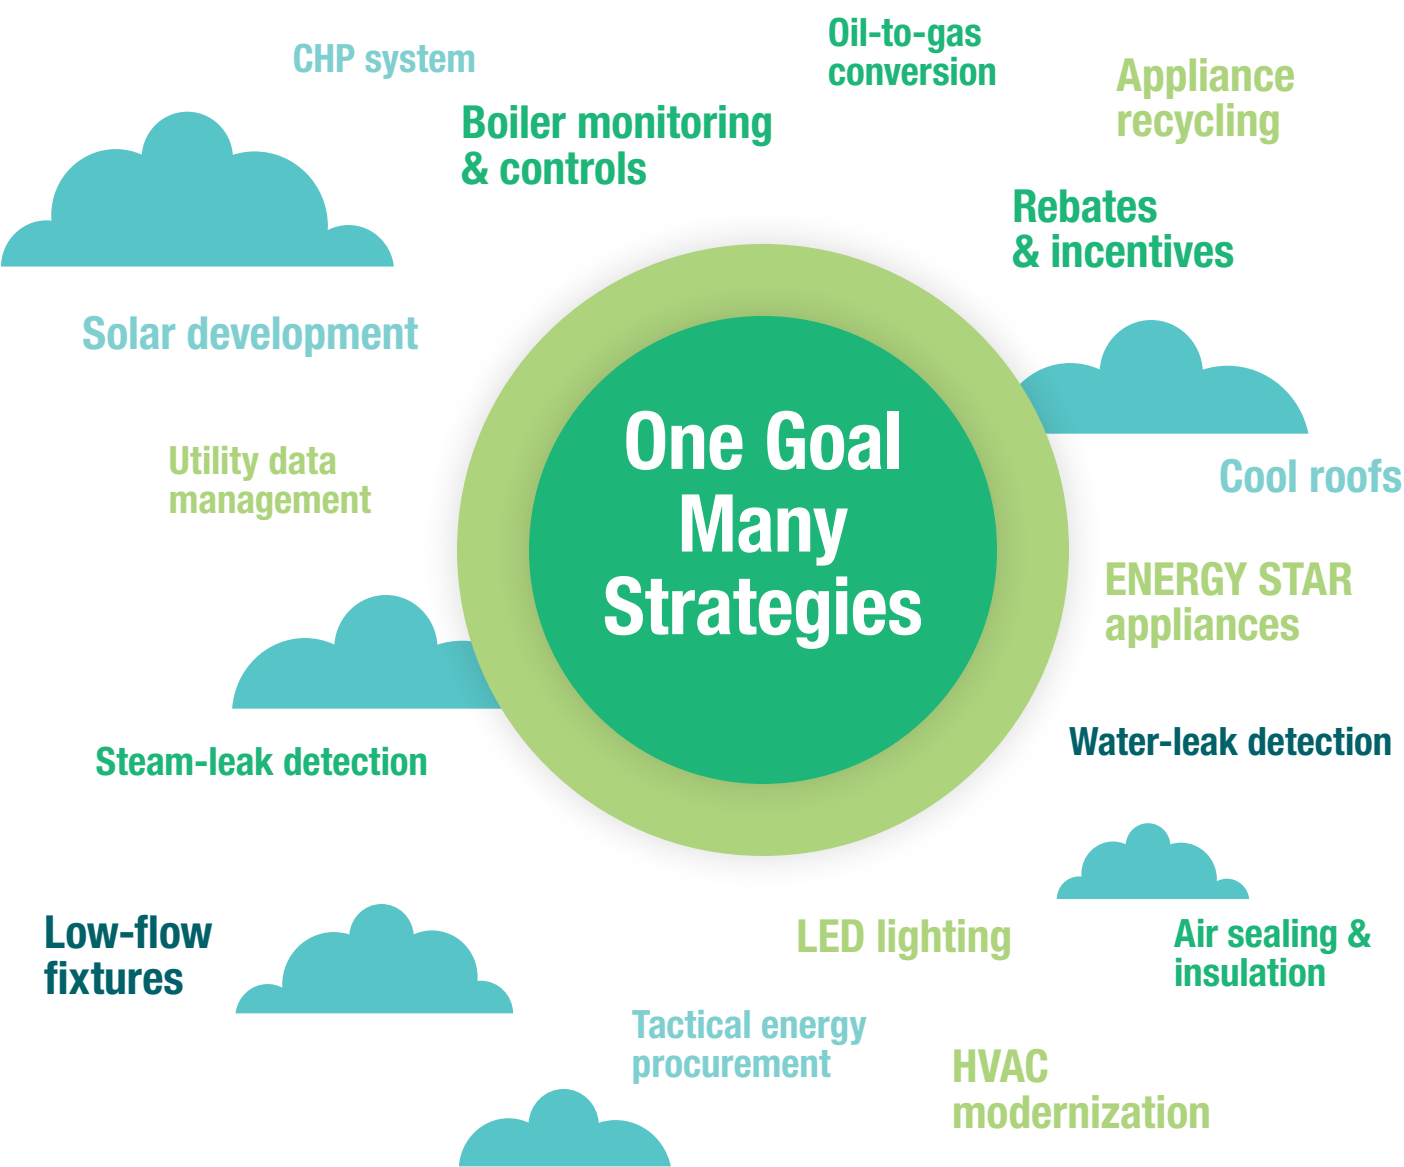 CHP system
Oil-to-gas
conversion
Appliance
recycling
Boiler monitoring
& controls
Rebates
& incentives
Solar development
One Goal
Many
Strategies
Utility data
management
Cool roofs
ENERGY STAR
appliances
Steam-leak detection
Water-leak detection
Low-flow
fixtures
LED lighting
Air sealing &
insulation
Tactical energy
procurement
HVAC
modernization